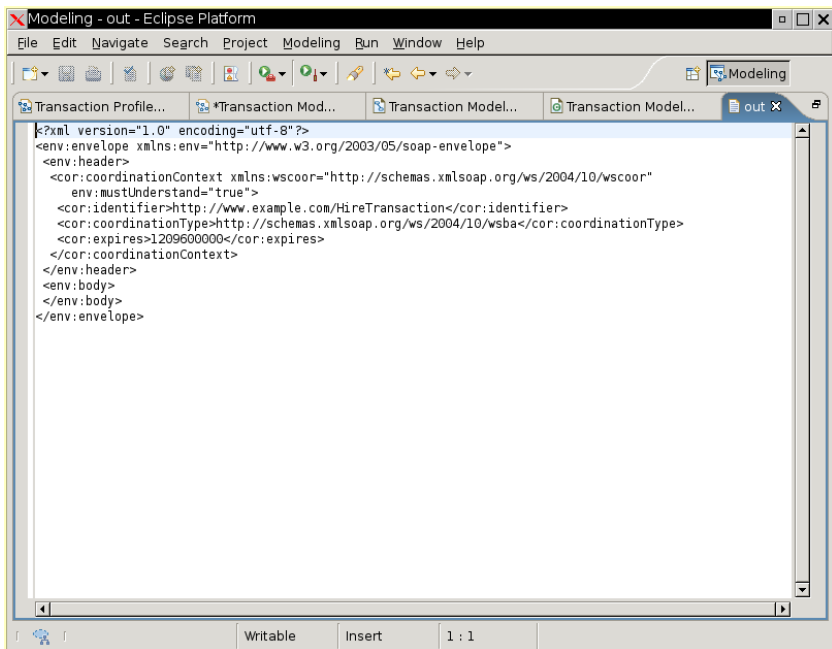 Modeling - out - Eclipse Platform
File Edit Navigate Search Project Modeling Run Window Help
Modeling
Transaction Profile... *Transaction Mod... Transaction Model... Transaction Model... out
<?xml version="1.0" encoding="utf-8"?>
<env:envelope xmlns:env="http://www.w3.org/2003/05/soap-envelope">
<env:header>
<cor:coordinationContext xmlns:wscoor="http://schemas.xmlsoap.org/ws/2004/10/wscoor"
env:mustUnderstand="true">
<cor:identifier>http://www.example.com/HireTransaction</cor:identifier>
<cor:coordinationType>http://schemas.xmlsoap.org/ws/2004/10/wsba</cor:coordinationType>
<cor:expires>1209600000</cor:expires>
</cor:coordinationContext>
</env:header>
<env:body>
</env:body>
</env:envelope>
Writable Insert 1 : 1